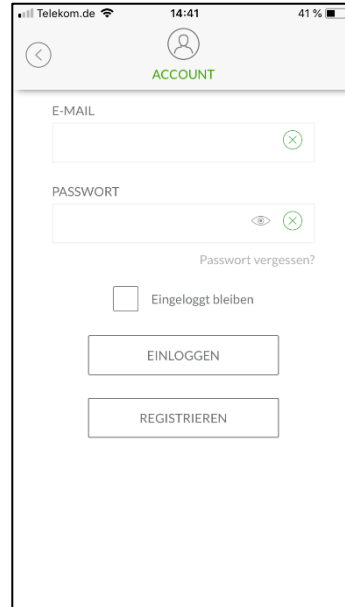 Telekom.de 14:41 41 %
ACCOUNT
E-MAIL
PASSWORT
Passwort vergessen?
Eingeloggt bleiben
EINLOGGEN
REGISTRIEREN